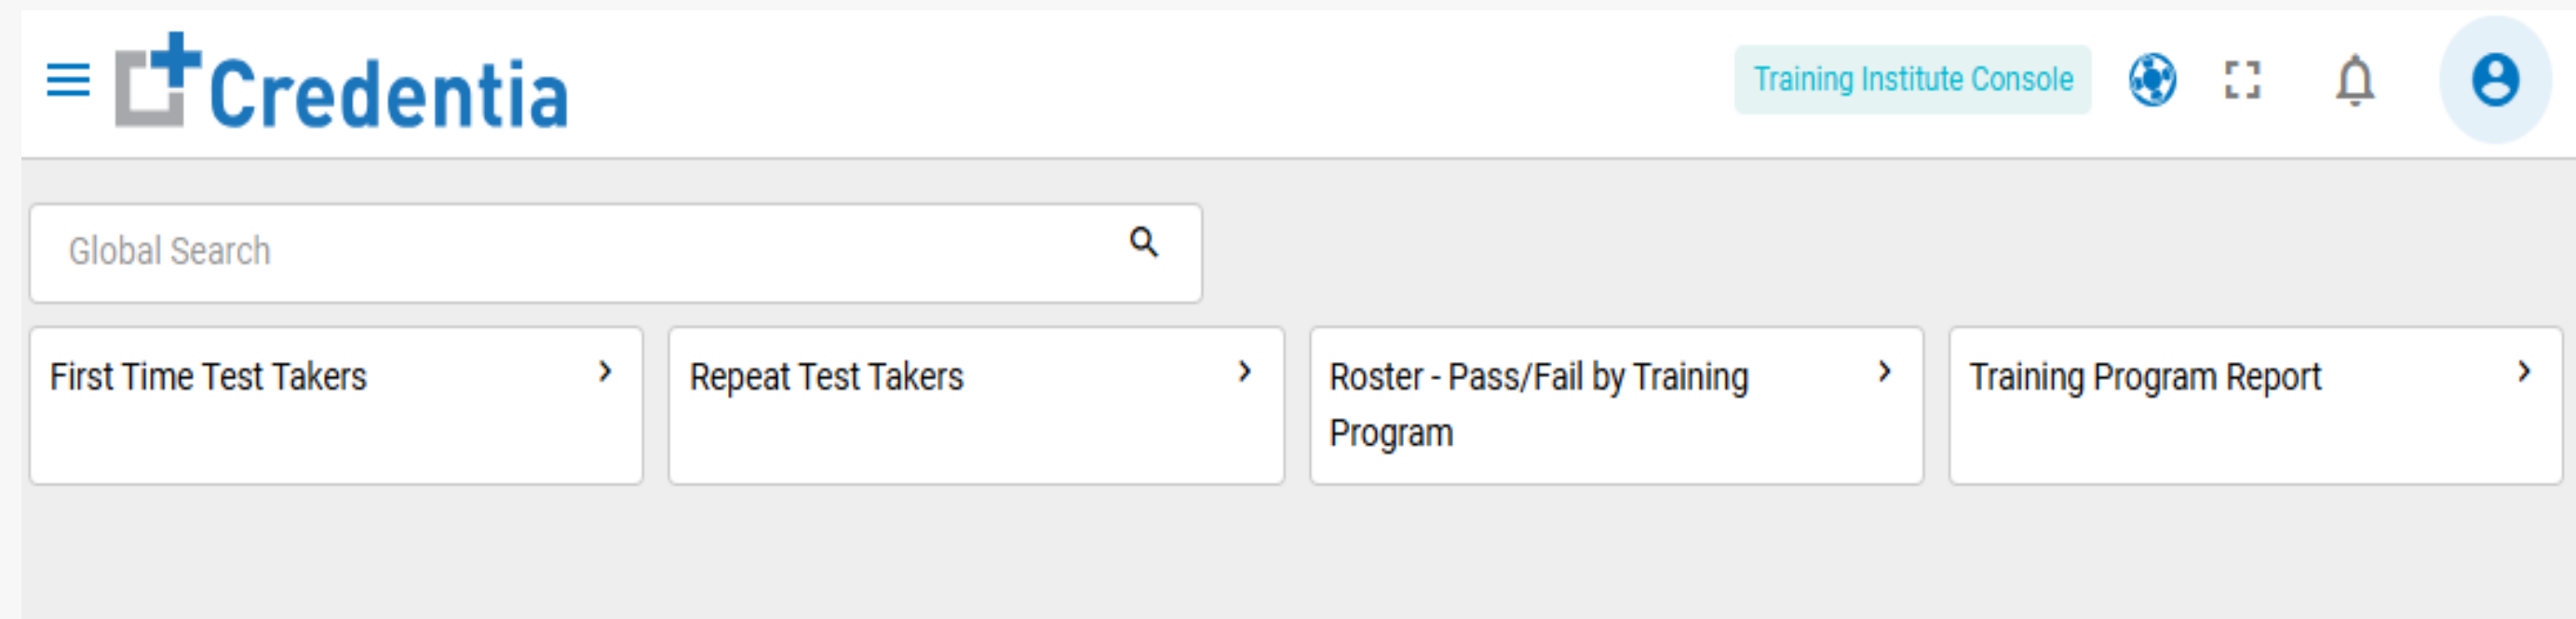 Credentia
Training Institute Console
Global Search
First Time Test Takers
Repeat Test Takers
Roster - Pass/Fail by Training
Program
Training Program Report